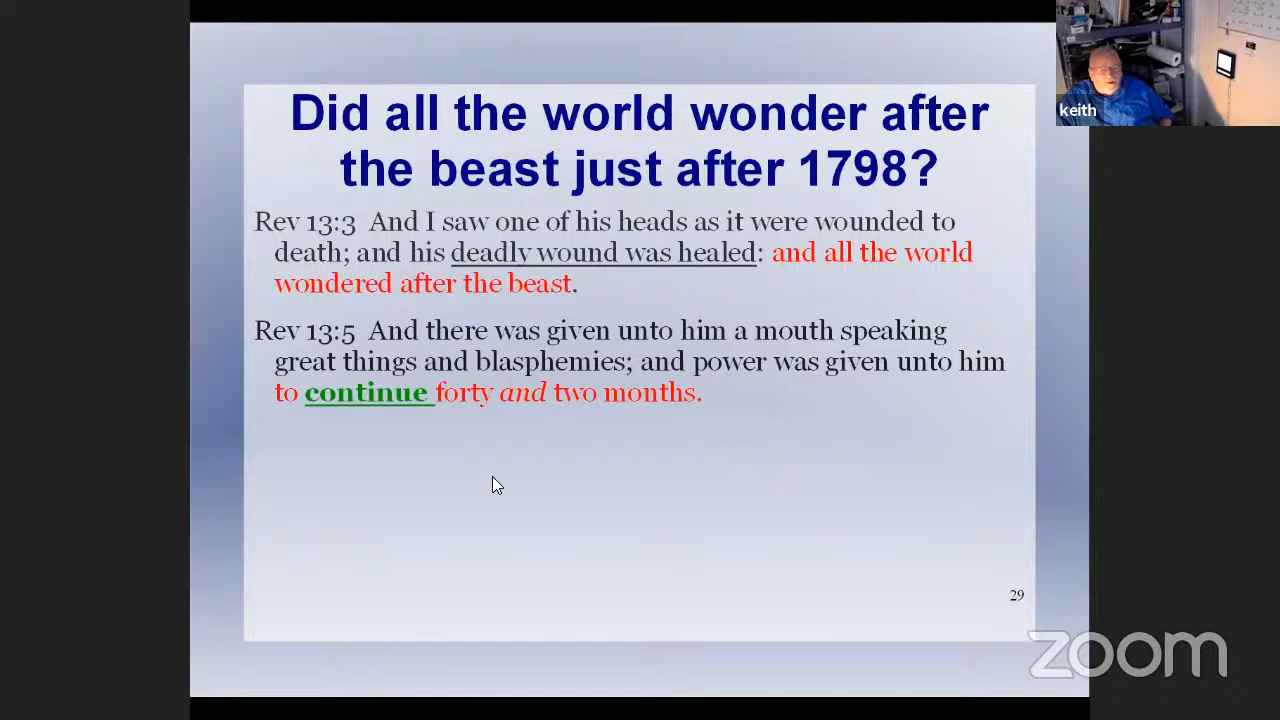 Did all the world wonder after
the beast just after 1798?
keith
Rev 13:3 And I saw one of his heads as it were wounded to
death; and his deadly wound was healed: and all the world
wondered after the beast.
Rev 13:5 And there was given unto him a mouth speaking
great things and blasphemies; and power was given unto him
to continue forty and two months.
29
zoom